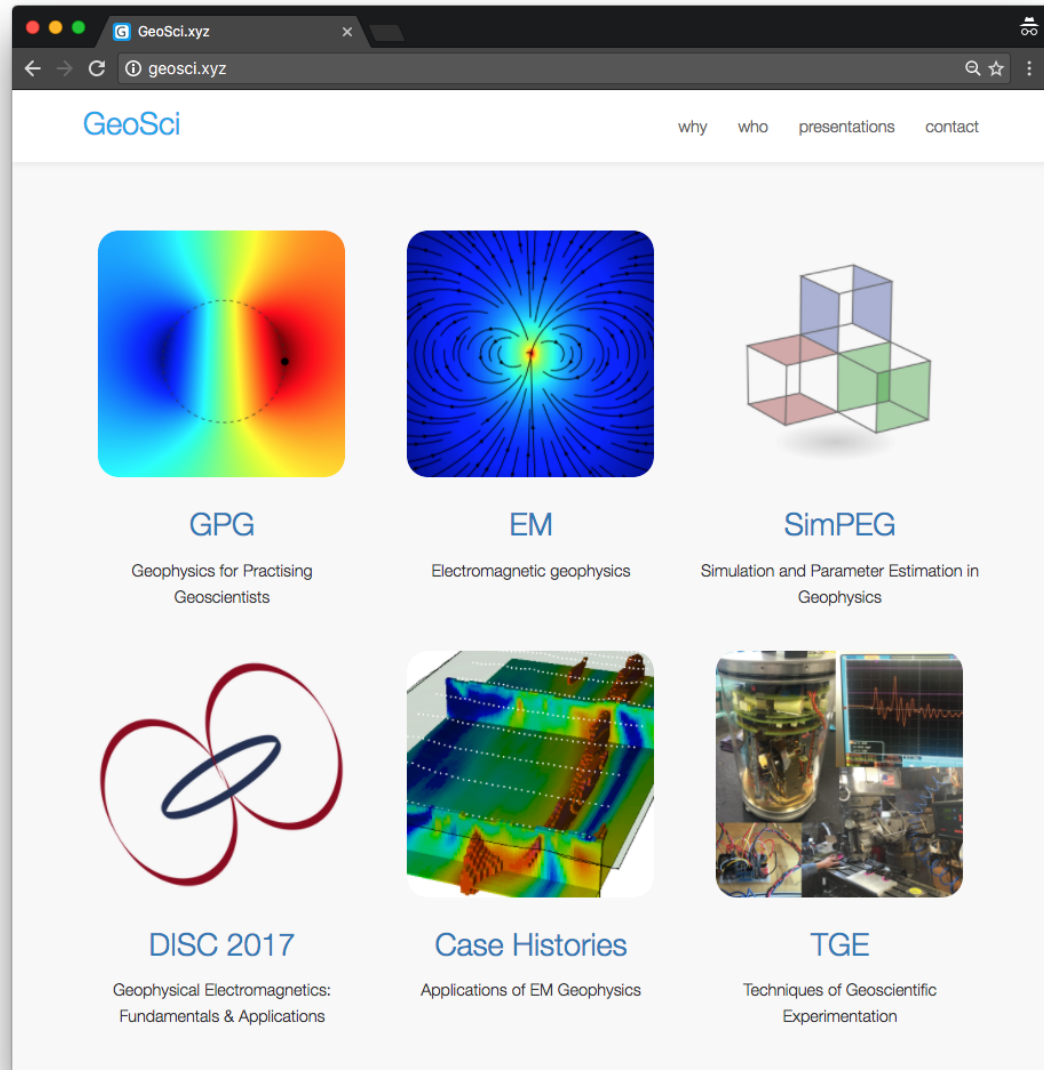 GeoSci.xyz
geosci.xyz
GeoSci
why who presentations contact
GPG
Geophysics for Practising
Geoscientists
EM
Electromagnetic geophysics
SimPEG
Simulation and Parameter Estimation in
Geophysics
DISC 2017
Geophysical Electromagnetics:
Fundamentals & Applications
Case Histories
Applications of EM Geophysics
TGE
Techniques of Geoscientific
Experimentation